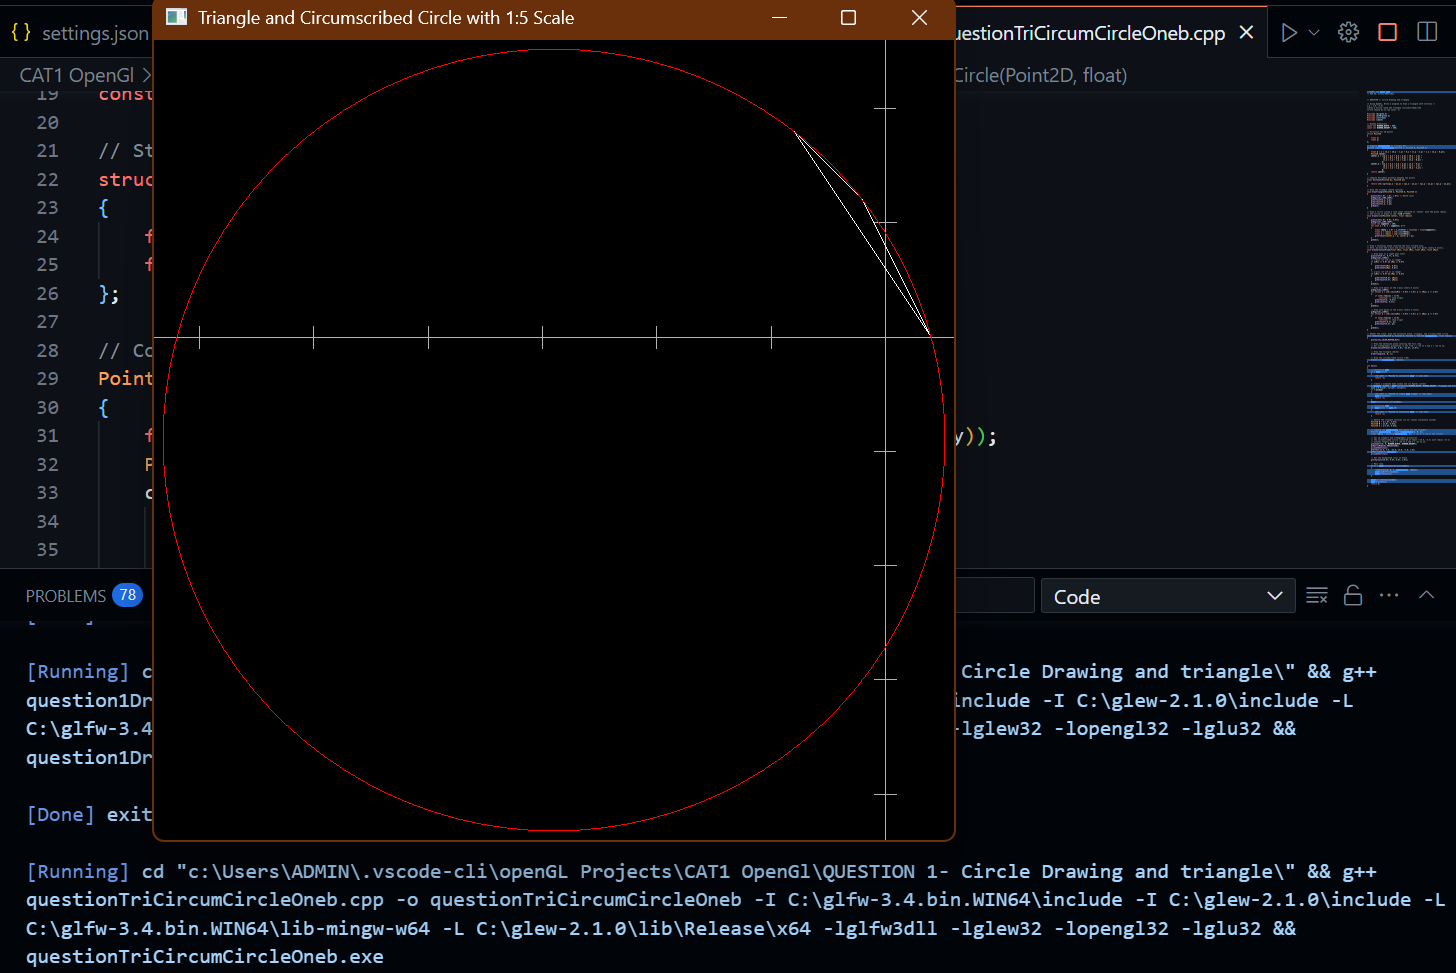 Triangle and Circumscribed Circle with 1:5 Scale
{} settings.json
uestionTriCircumCircleOneb.cpp
CAT1 OpenGl >
Circle(Point2D, float)
19 const
20
21 // St
22 struc
23 {
24 f
25 f
26 };
27
28 // Co
29 Point
30 {
31 f y));
32 P
33 c
34
35
PROBLEMS 78
Code
[Running] c Circle Drawing and triangle\" && g++
question1Dr include -I C:\glew-2.1.0\include -L
C:\glfw-3.4 -lglew32 -lopengl32 -lglu32 &&
question1Dr
[Done] exit
[Running] cd "c:\Users\ADMIN\.vscode-cli\openGL Projects\CAT1 OpenGl\QUESTION 1- Circle Drawing and triangle\" && g++
questionTriCircumCircleOneb.cpp -o questionTriCircumCircleOneb -I C:\glfw-3.4.bin.WIN64\include -I C:\glew-2.1.0\include -L
C:\glfw-3.4.bin.WIN64\lib-mingw-w64 -L C:\glew-2.1.0\lib\Release\x64 -lglfw3dll -lglew32 -lopengl32 -lglu32 &&
questionTriCircumCircleOneb.exe